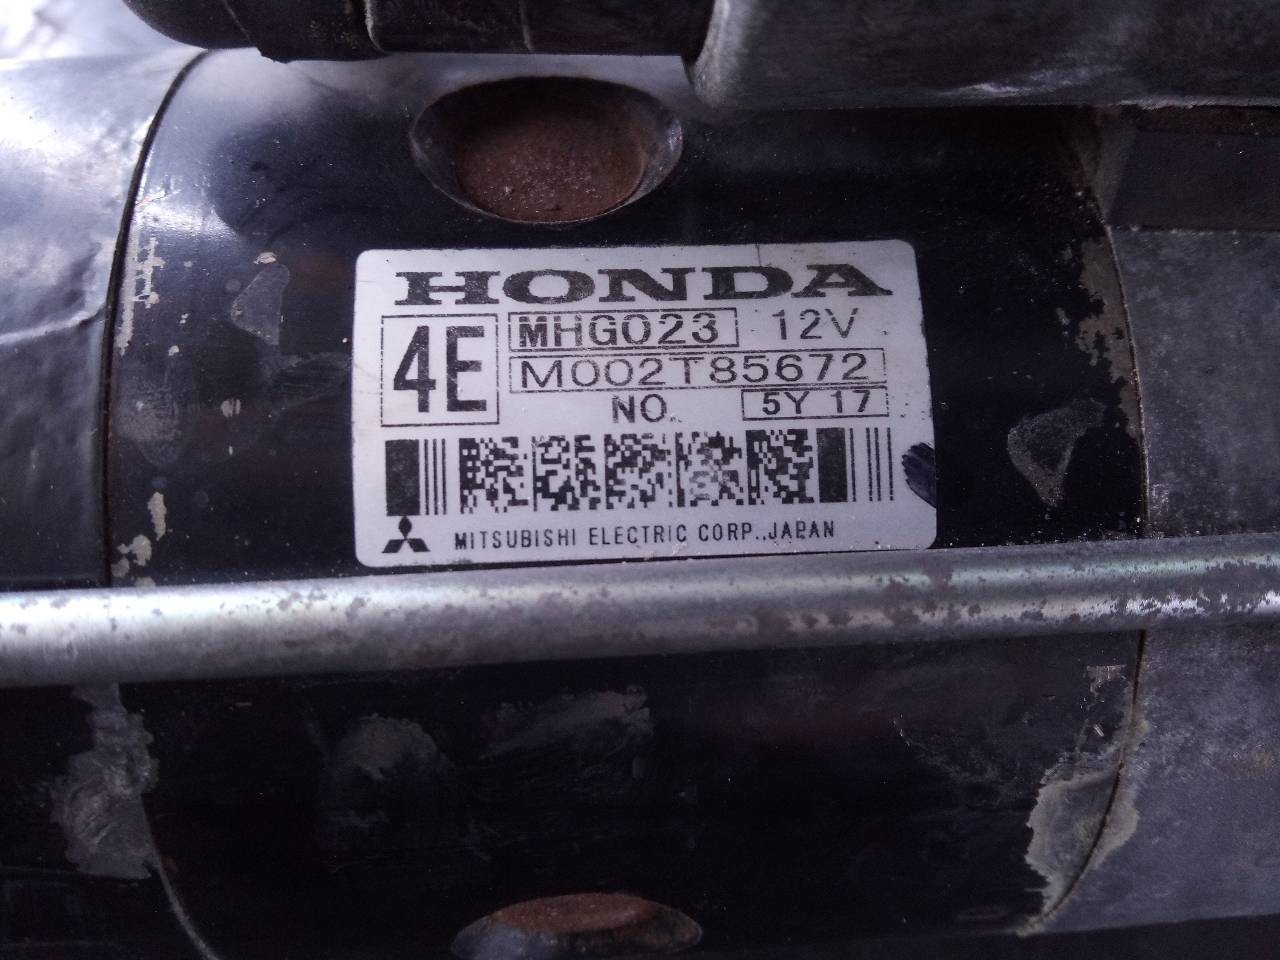 HONDA
4E
MHG023 12V
M002T85672
NO. 5Y 17
MITSUBISHI ELECTRIC CORP., JAPAN